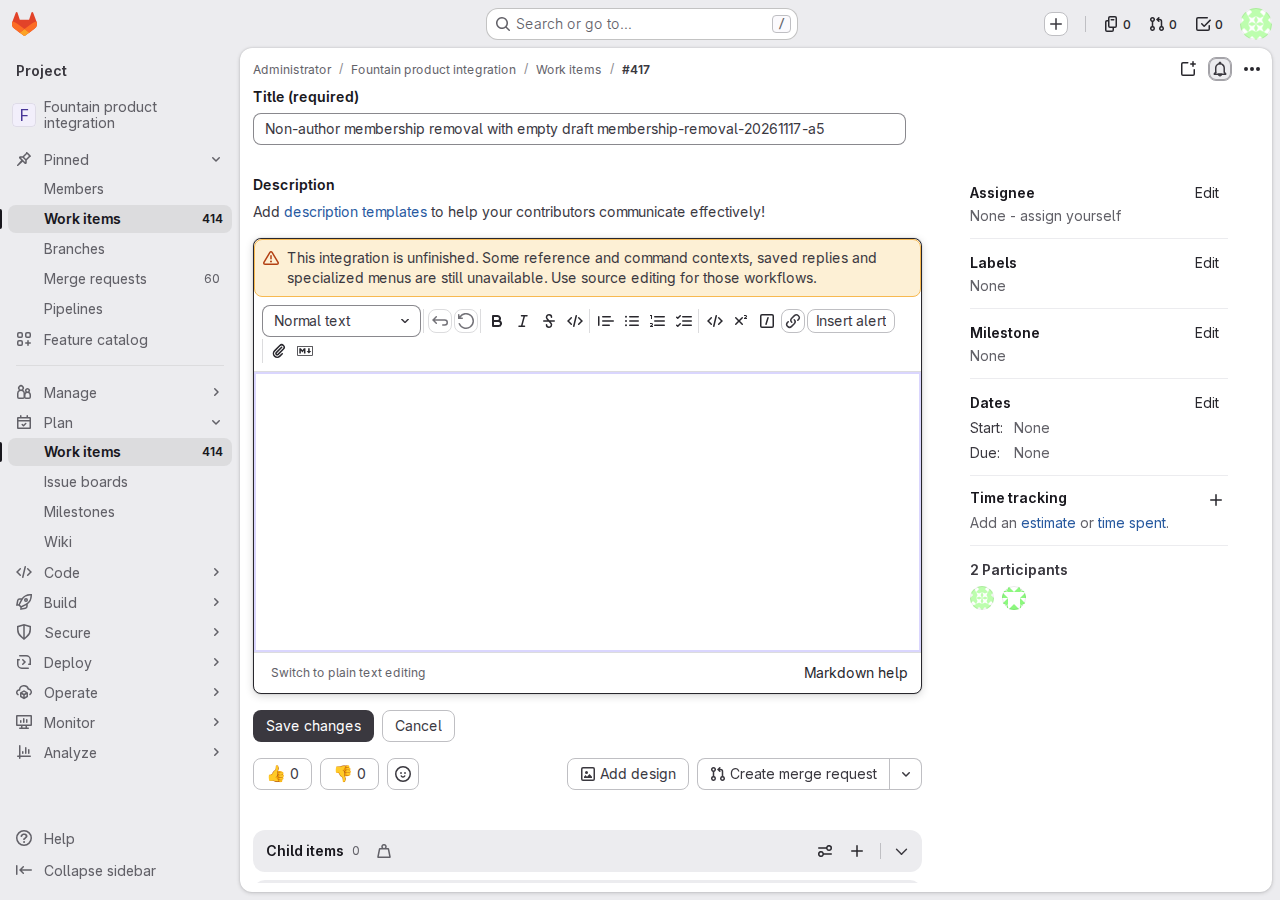 Search or go to...
/
0
0
0
Project
F
Fountain product integration
Pinned
Members
Work items
414
Branches
Merge requests
60
Pipelines
Feature catalog
Manage
Plan
Work items
414
Issue boards
Milestones
Wiki
Code
Build
Secure
Deploy
Operate
Monitor
Analyze
Help
Collapse sidebar
Administrator / Fountain product integration / Work items / #417
Title (required)
Non-author membership removal with empty draft membership-removal-20261117-a5
Description
Add description templates to help your contributors communicate effectively!
This integration is unfinished. Some reference and command contexts, saved replies and
specialized menus are still unavailable. Use source editing for those workflows.
Normal text
Insert alert
Switch to plain text editing
Markdown help
Save changes
Cancel
👍 0
👎 0
Add design
Create merge request
Child items 0
Assignee
Edit
None - assign yourself
Labels
Edit
None
Milestone
Edit
None
Dates
Edit
Start: None
Due: None
Time tracking
Add an estimate or time spent.
2 Participants